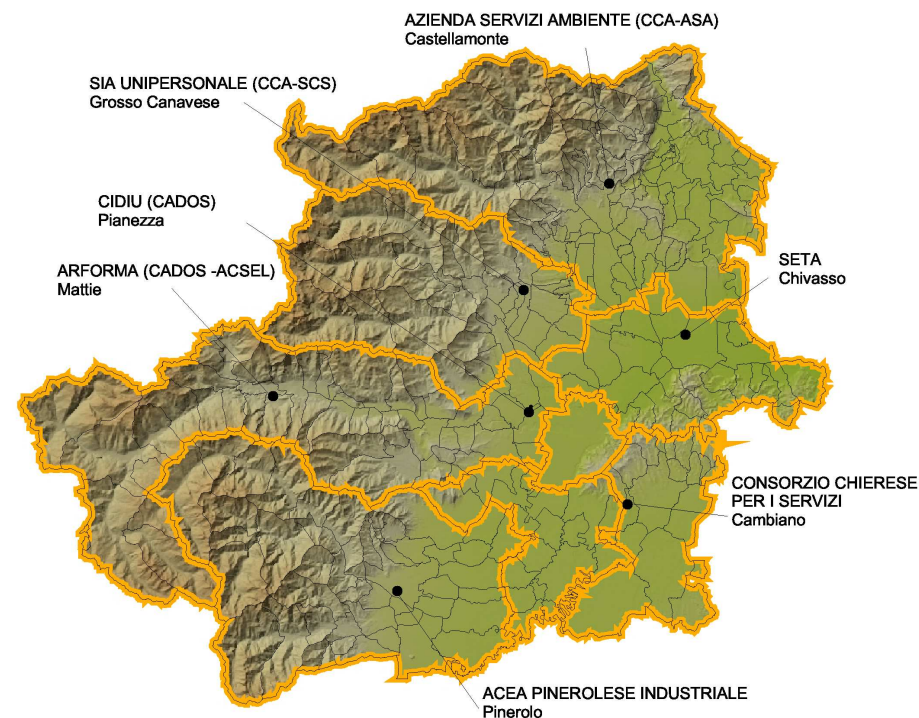 AZIENDA SERVIZI AMBIENTE (CCA-ASA)
Castellamonte
SIA UNIPERSONALE (CCA-SCS)
Grosso Canavese
CIDIU (CADOS)
Pianezza
ARFORMA (CADOS -ACSEL)
Mattie
SETA
Chivasso
CONSORZIO CHIERESE
PER I SERVIZI
Cambiano
ACEA PINEROLESE INDUSTRIALE
Pinerolo